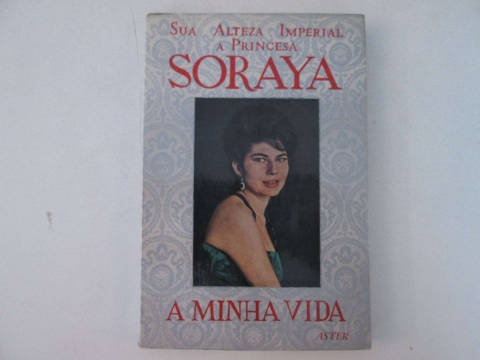 SUA ALTEZA IMPERIAL
A PRINCESA
SORAYA
A MINHA VIDA
ASTER